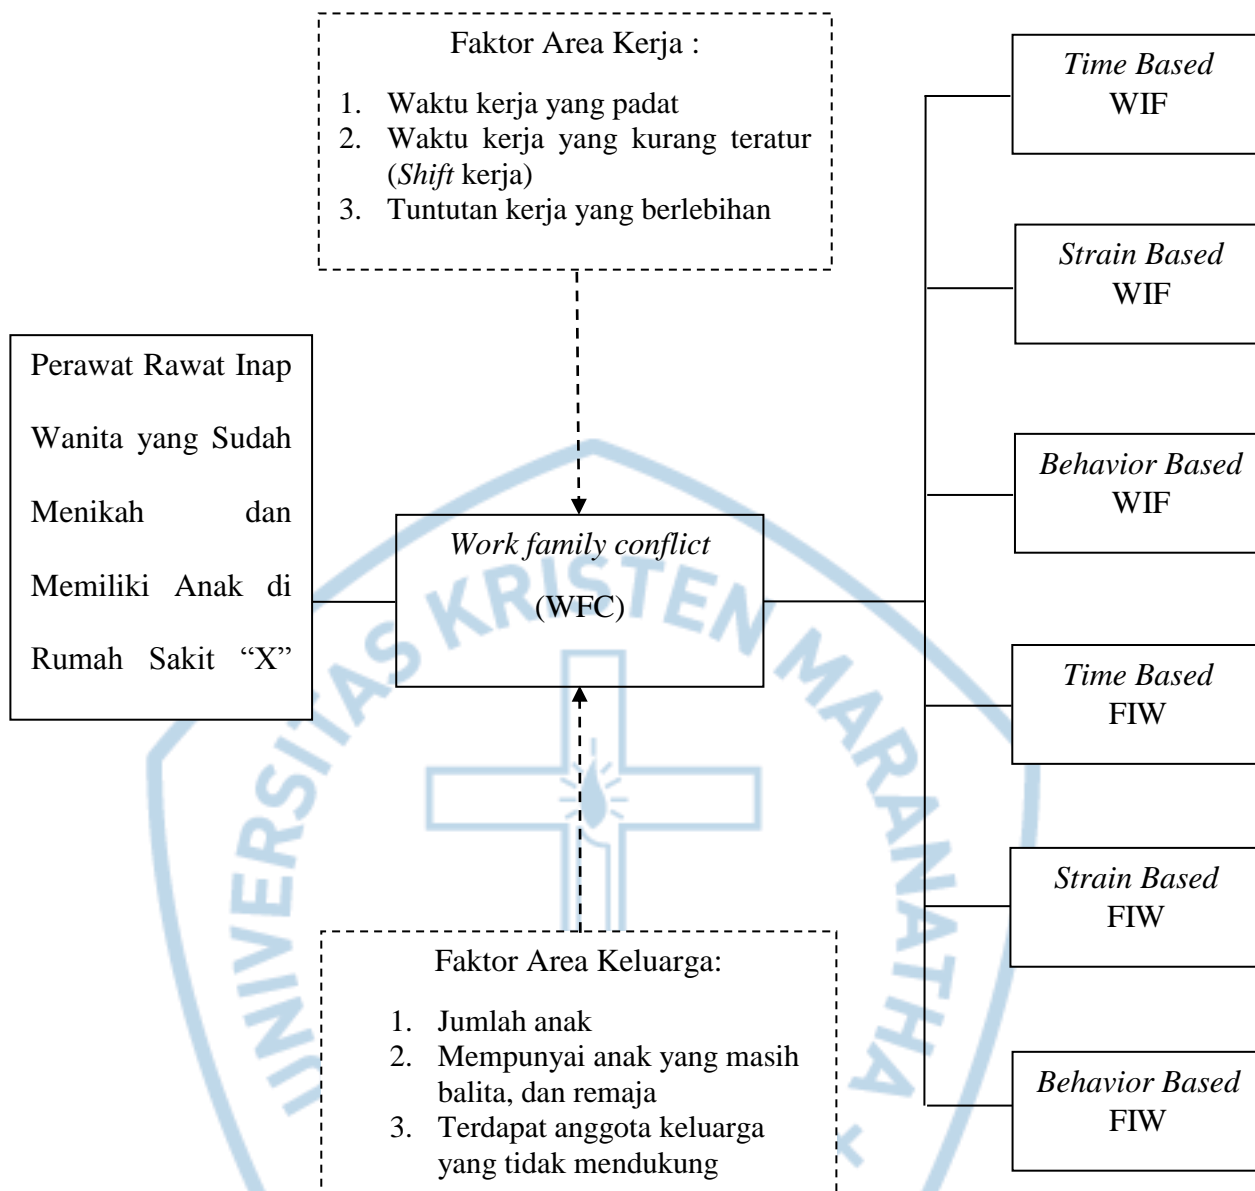 Faktor Area Kerja :
1. Waktu kerja yang padat
2. Waktu kerja yang kurang teratur
(Shift kerja)
3. Tuntutan kerja yang berlebihan
Perawat Rawat Inap
Wanita yang Sudah
Menikah dan
Memiliki Anak di
Rumah Sakit “X”
Work family conflict
(WFC)
Faktor Area Keluarga:
1. Jumlah anak
2. Mempunyai anak yang masih
balita, dan remaja
3. Terdapat anggota keluarga
yang tidak mendukung
Time Based
WIF
Strain Based
WIF
Behavior Based
WIF
Time Based
FIW
Strain Based
FIW
Behavior Based
FIW
UNIVERSITAS KRISTEN MARANATHA